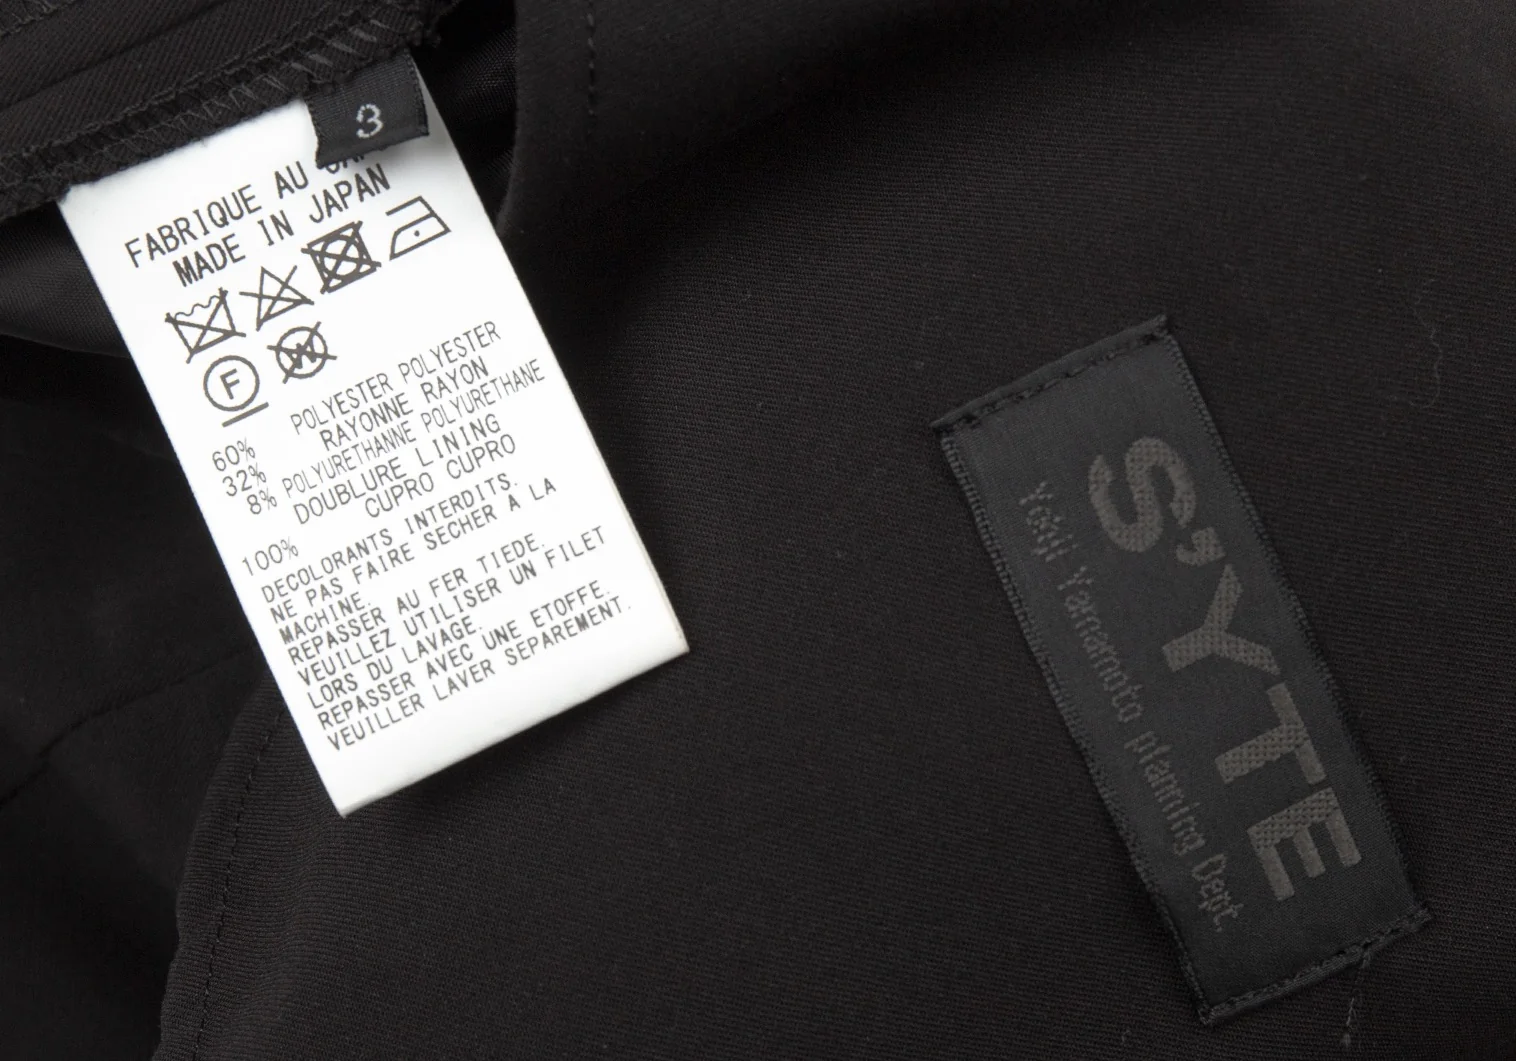 3
FABRIQUE AU
MADE IN JAPAN
F
W
60% POLYESTER POLYESTER
32% RAYONNE RAYON
8% POLYURETHANNE POLYURETHANE
DOUBLURE LINING
100% CUPRO CUPRO
DECOLORANTS INTERDITS.
NE PAS FAIRE SECHER A LA
MACHINE.
REPASSER AU FER TIEDE.
VEUILLEZ UTILISER UN FILET
LORS DU LAVAGE.
REPASSER AVEC UNE ETOFFE.
VEUILLER LAVER SEPAREMENT.
S'YTE
Yohji Yamamoto planning Dept.